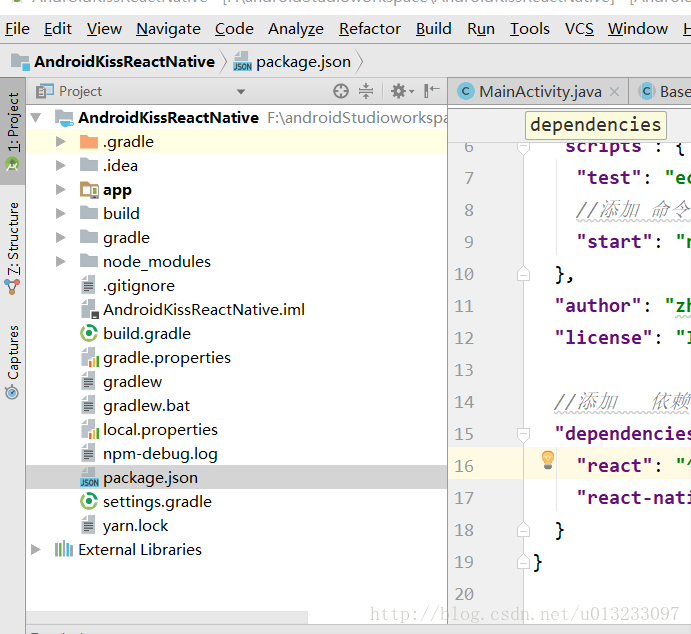 File Edit View Navigate Code Analyze Refactor Build Run Tools VCS Window
AndroidKissReactNative package.json
Project MainActivity.java Base
1: Project
7: Structure
Captures
AndroidKissReactNative F:\androidStudioworkspa
.gradle
.idea
app
build
gradle
node_modules
.gitignore
AndroidKissReactNative.iml
build.gradle
gradle.properties
gradlew
gradlew.bat
local.properties
npm-debug.log
package.json
settings.gradle
yarn.lock
External Libraries
dependencies
6 "scripts": {
7 "test": "ec
8 //添加 命令
9 "start": "n
10 },
11 "author": "zh
12 "license": "I
13
14 //添加 依赖
15 "dependencies
16 "react": "^
17 "react-nati
18 }
19 }
20
http://blog.csdn.net/u013233097